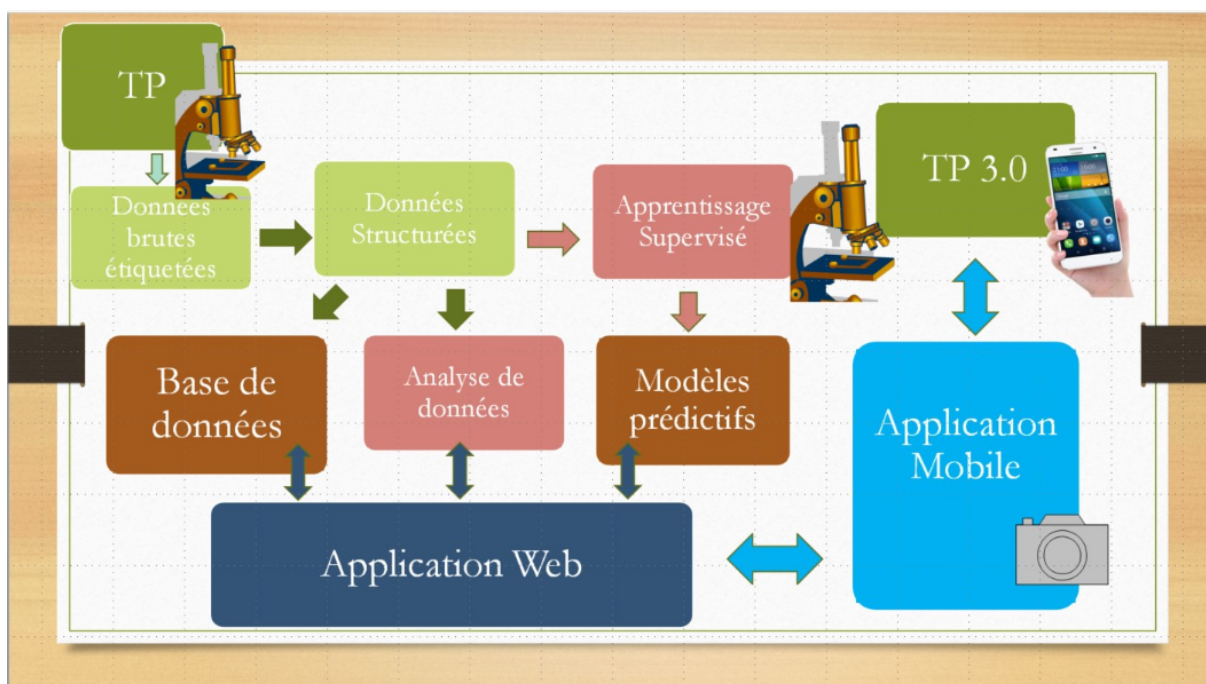 TP
Données
brutes
étiquetées
Données
Structurées
Apprentissage
Supervisé
TP 3.0
Base de
données
Analyse de
données
Modèles
prédictifs
Application
Mobile
Application Web